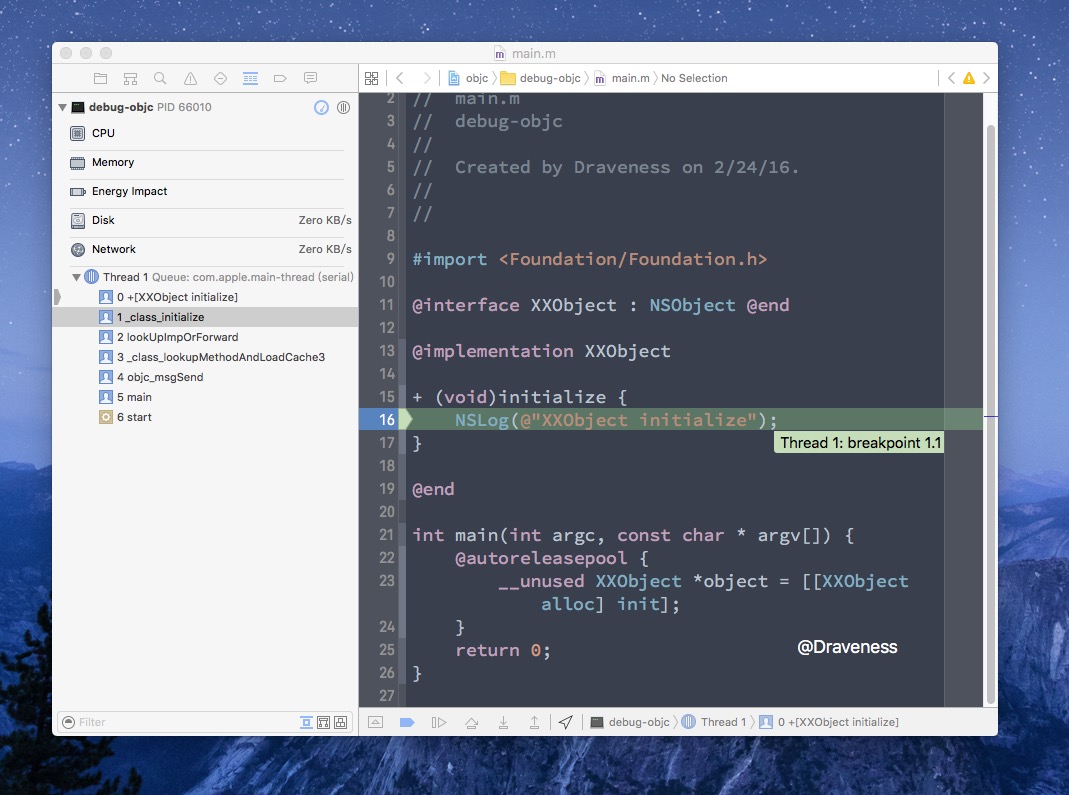 main.m
objc debug-objc main.m No Selection
debug-objc PID 66010
CPU
Memory
Energy Impact
Disk Zero KB/s
Network Zero KB/s
Thread 1 Queue: com.apple.main-thread (serial)
0 +[XXObject initialize]
1 _class_initialize
2 lookUpImpOrForward
3 _class_lookupMethodAndLoadCache3
4 objc_msgSend
5 main
6 start
Filter
2 //  main.m
3 //  debug-objc
4 //
5 //  Created by Draveness on 2/24/16.
6 //
7 //
8
9 #import <Foundation/Foundation.h>
10
11 @interface XXObject : NSObject @end
12
13 @implementation XXObject
14
15 + (void)initialize {
16     NSLog(@"XXObject initialize");
Thread 1: breakpoint 1.1
17 }
18
19 @end
20
21 int main(int argc, const char * argv[]) {
22     @autoreleasepool {
23         __unused XXObject *object = [[XXObject
alloc] init];
24     }
25     return 0;
@Draveness
26 }
27
debug-objc Thread 1 0 +[XXObject initialize]